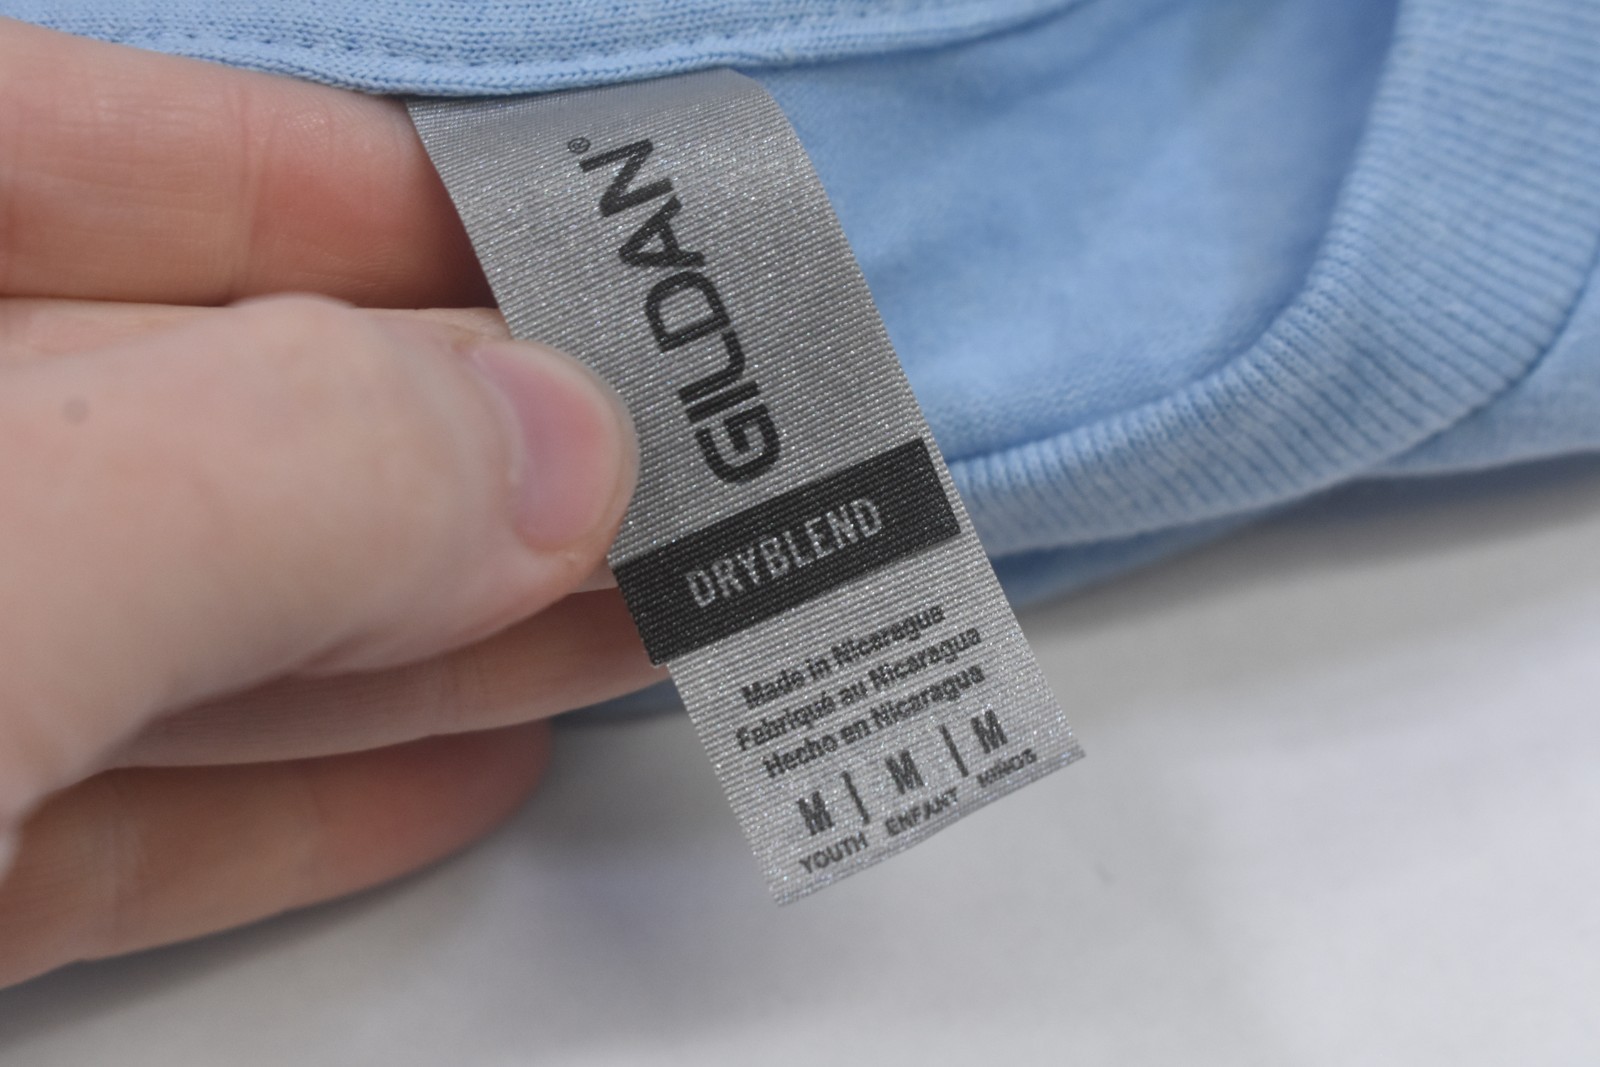 GILDAN®
DRYBLEND
Made in Nicaragua
Fabriqué au Nicaragua
Hecho en Nicaragua
M | M | M
YOUTH ENFANT NIÑOS